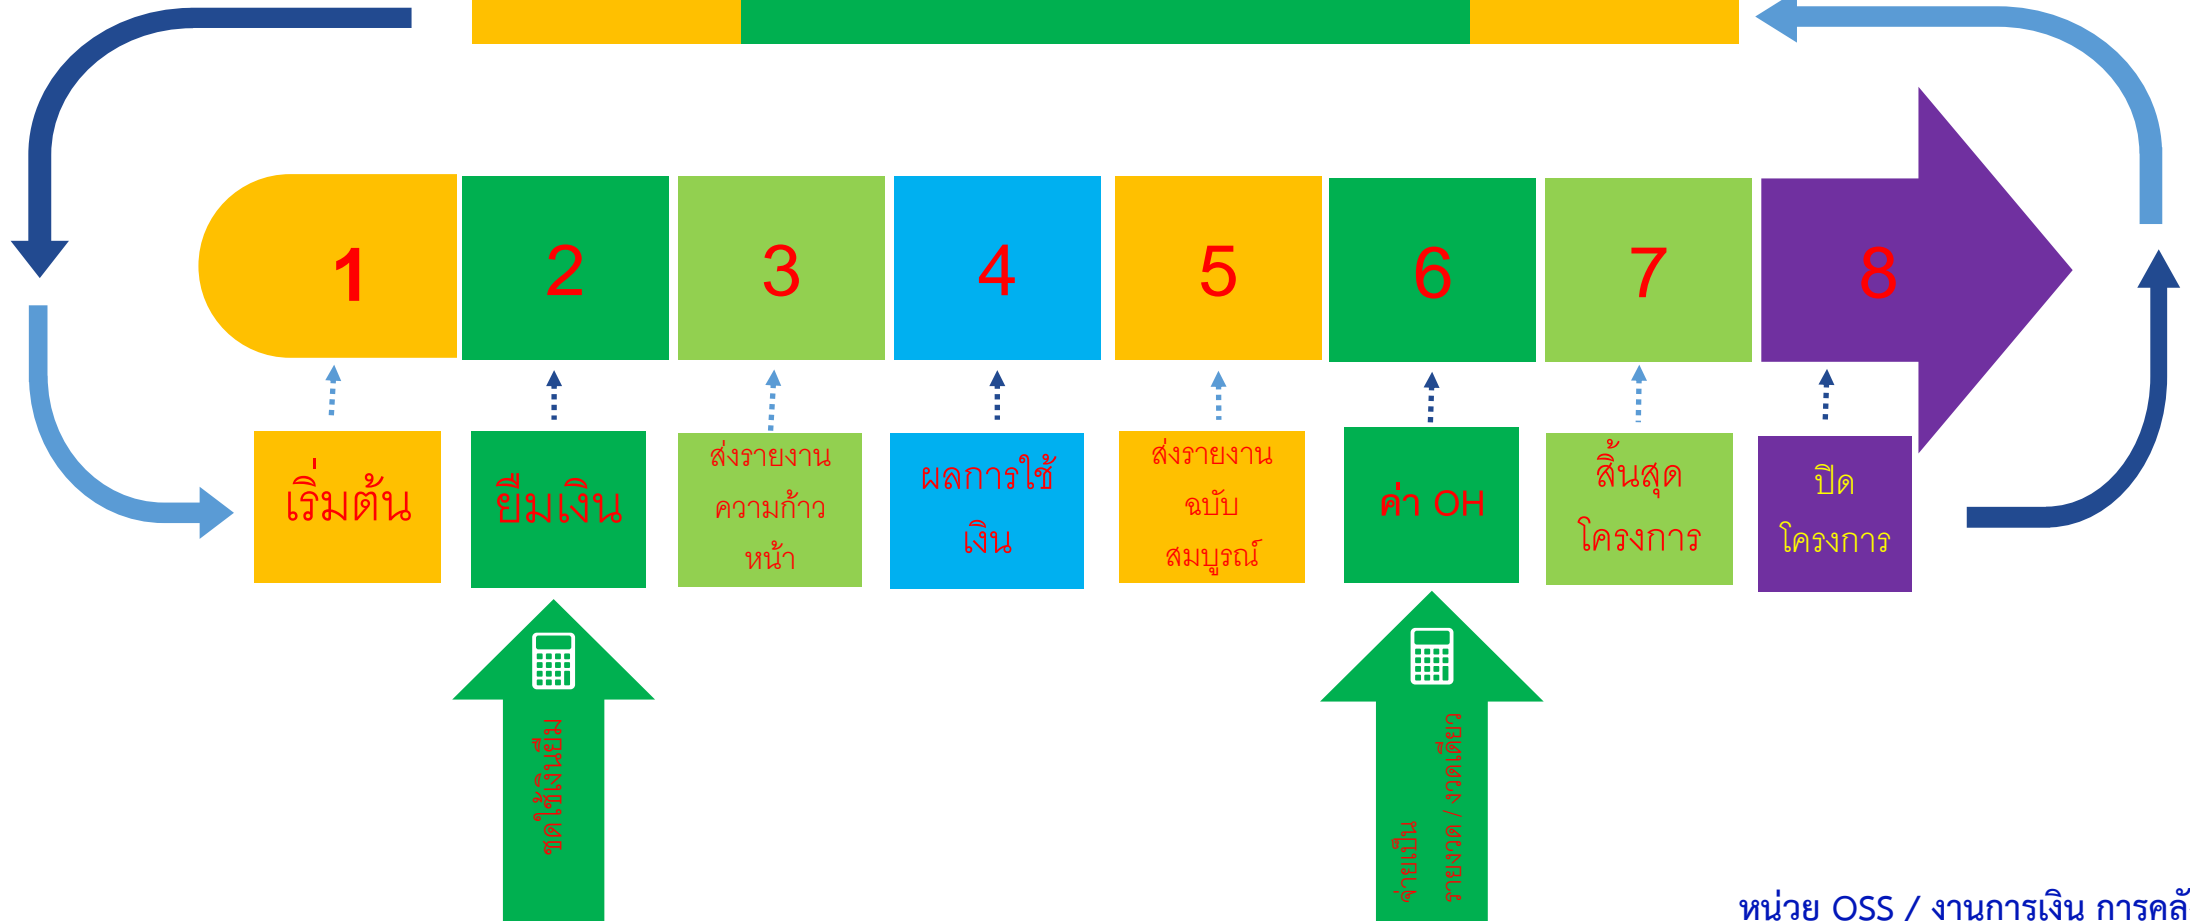 1
2
3
4
5
6
7
8
เริ่มต้น
ยืมเงิน
ส่งรายงาน
ความก้าว
หน้า
ผลการใช้
เงิน
ส่งรายงาน
ฉบับ
สมบูรณ์
ค่า OH
สิ้นสุด
โครงการ
ปิด
โครงการ
ชดใช้เงินยืม
จ่ายเป็น
รายงวด / งวดเดียว
หน่วย OSS / งานการเงิน การคลั